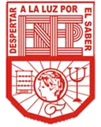 DESPERTAR
A LA LUZ POR
EL SABER
ENP